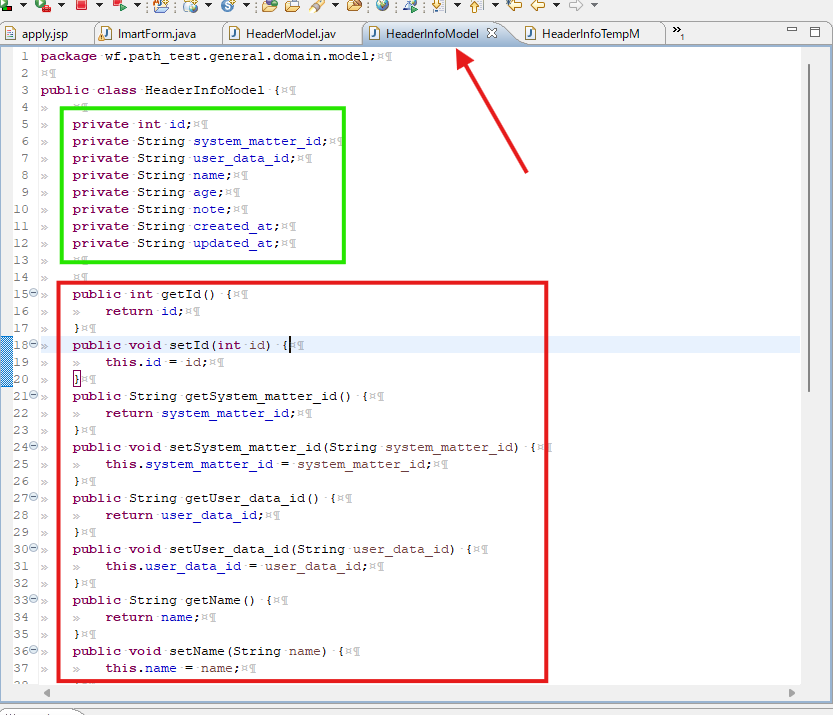 apply.jsp
ImartForm.java
HeaderModel.jav
HeaderInfoModel
HeaderInfoTempM
»1
1 package wf.path_test.general.domain.model;¤¶
2 ¤¶
3 public class HeaderInfoModel {¤¶
4 » ¤¶
5 » private int id;¤¶
6 » private String system_matter_id;¤¶
7 » private String user_data_id;¤¶
8 » private String name;¤¶
9 » private String age;¤¶
10 » private String note;¤¶
11 » private String created_at;¤¶
12 » private String updated_at;¤¶
13 » ¤¶
14 » ¤¶
15 » public int getId() {¤¶
16 » » return id;¤¶
17 » }¤¶
18 » public void setId(int id) {¤¶
19 » » this.id = id;¤¶
20 » }¤¶
21 » public String getSystem_matter_id() {¤¶
22 » » return system_matter_id;¤¶
23 » }¤¶
24 » public void setSystem_matter_id(String system_matter_id) {¤¶
25 » » this.system_matter_id = system_matter_id;¤¶
26 » }¤¶
27 » public String getUser_data_id() {¤¶
28 » » return user_data_id;¤¶
29 » }¤¶
30 » public void setUser_data_id(String user_data_id) {¤¶
31 » » this.user_data_id = user_data_id;¤¶
32 » }¤¶
33 » public String getName() {¤¶
34 » » return name;¤¶
35 » }¤¶
36 » public void setName(String name) {¤¶
37 » » this.name = name;¤¶